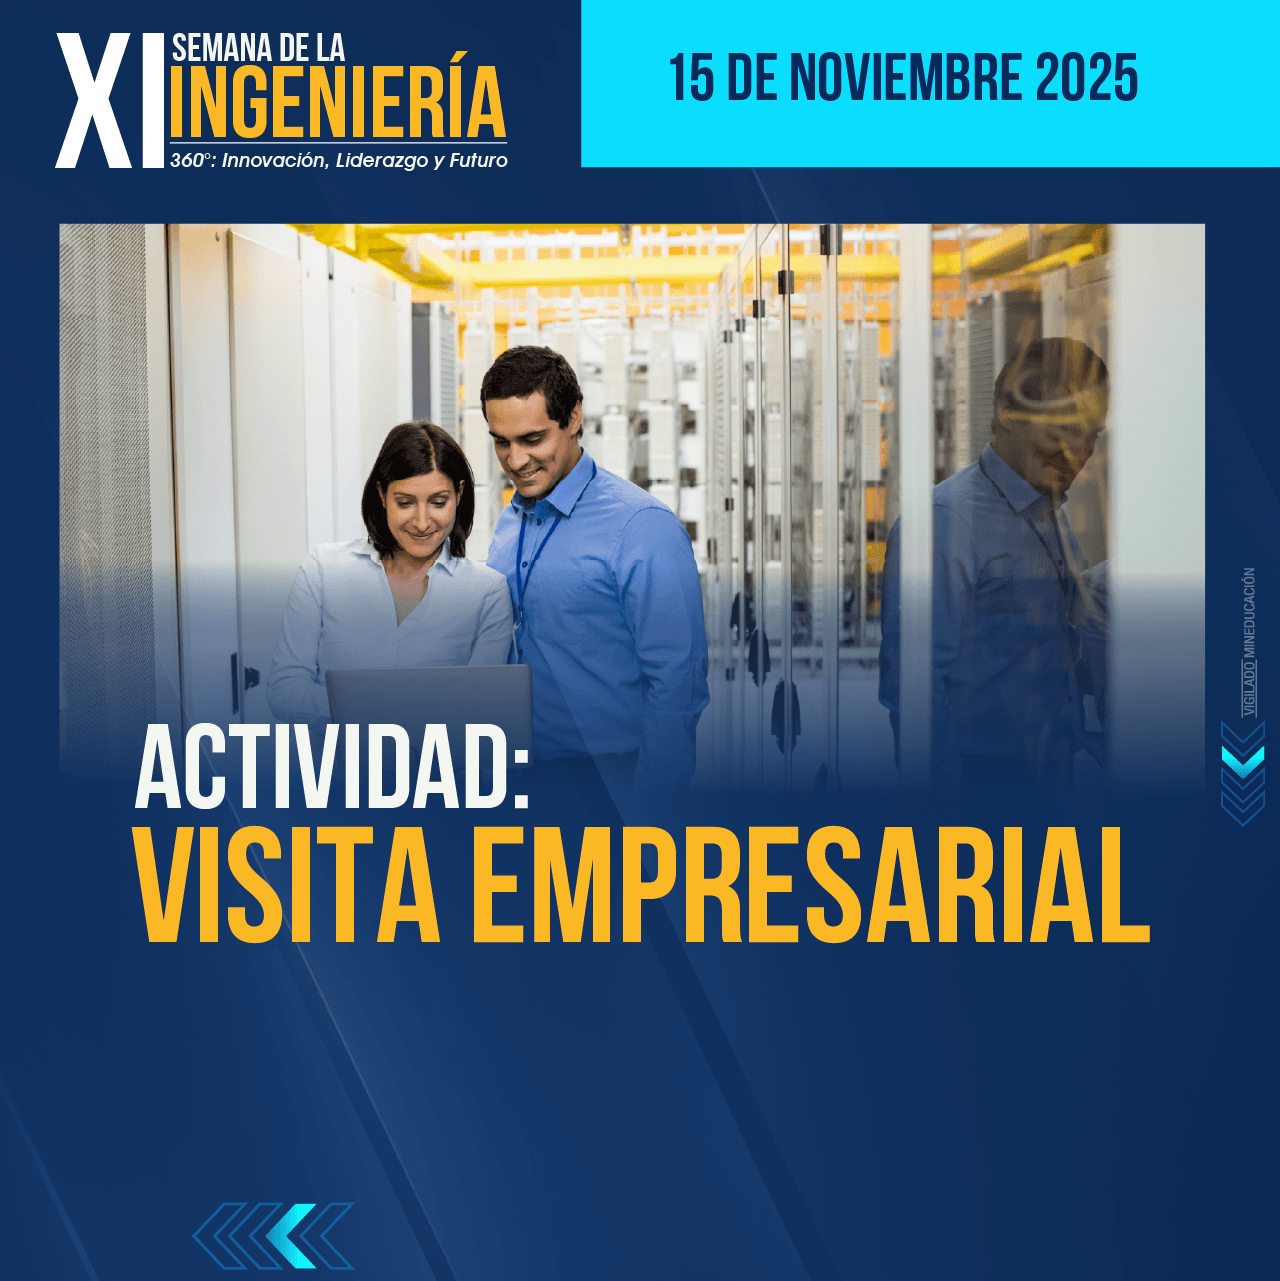 XI
SEMANA DE LA
INGENIERÍA
360°: Innovación, Liderazgo y Futuro
15 DE NOVIEMBRE 2025
VIGILADO MINEDUCACIÓN
ACTIVIDAD:
VISITA EMPRESARIAL